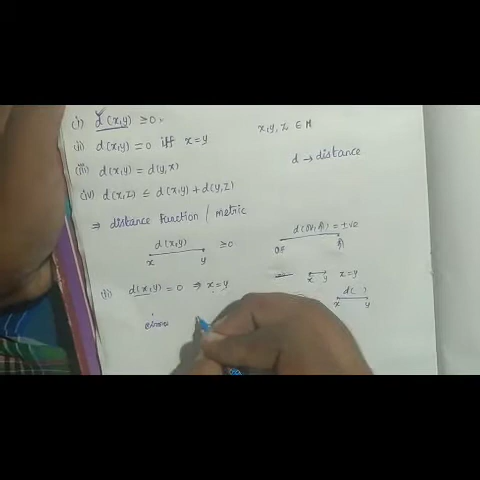 (i) d(x,y) ≥ 0,
(ii) d(x,y) = 0 iff x = y
x, y, z ∈ M
(iii) d(x,y) = d(y,x)
d → distance
(iv) d(x,z) ≤ d(x,y) + d(y,z)
⇒ distance function / metric
d(x,y) ≥ 0
x y
= +ve
(ii) d(x,y) = 0 ⇒ x = y
x y x = y
d( )
x y